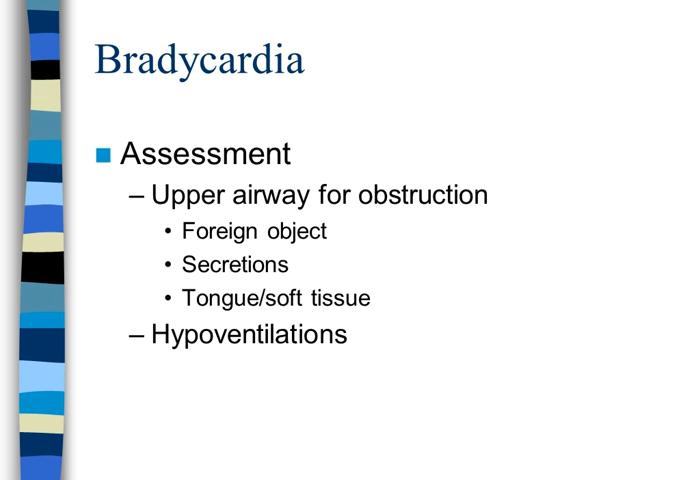 Bradycardia
Assessment
– Upper airway for obstruction
• Foreign object
• Secretions
• Tongue/soft tissue
– Hypoventilations